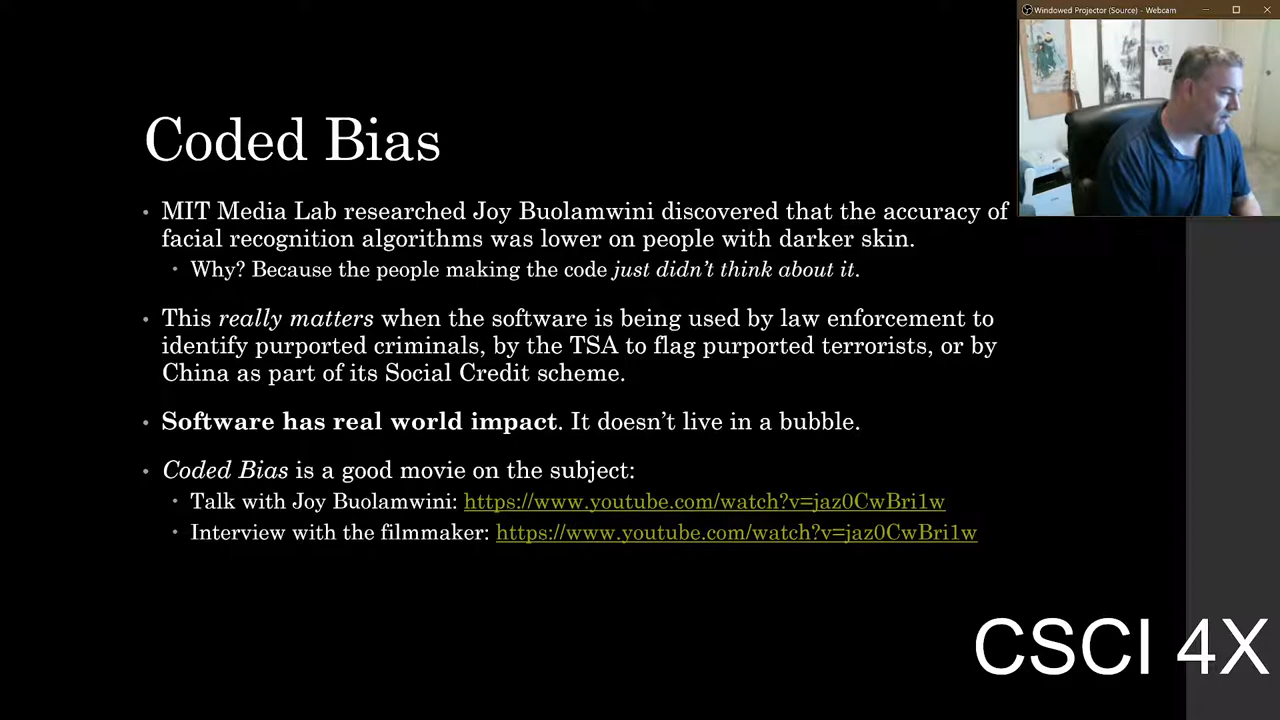 Windowed Projector (Source) - Webcam
Coded Bias
• MIT Media Lab researched Joy Buolamwini discovered that the accuracy of
facial recognition algorithms was lower on people with darker skin.
• Why? Because the people making the code just didn't think about it.
• This really matters when the software is being used by law enforcement to
identify purported criminals, by the TSA to flag purported terrorists, or by
China as part of its Social Credit scheme.
• Software has real world impact. It doesn't live in a bubble.
• Coded Bias is a good movie on the subject:
• Talk with Joy Buolamwini: https://www.youtube.com/watch?v=jaz0CwBri1w
• Interview with the filmmaker: https://www.youtube.com/watch?v=jaz0CwBri1w
CSCI 4X